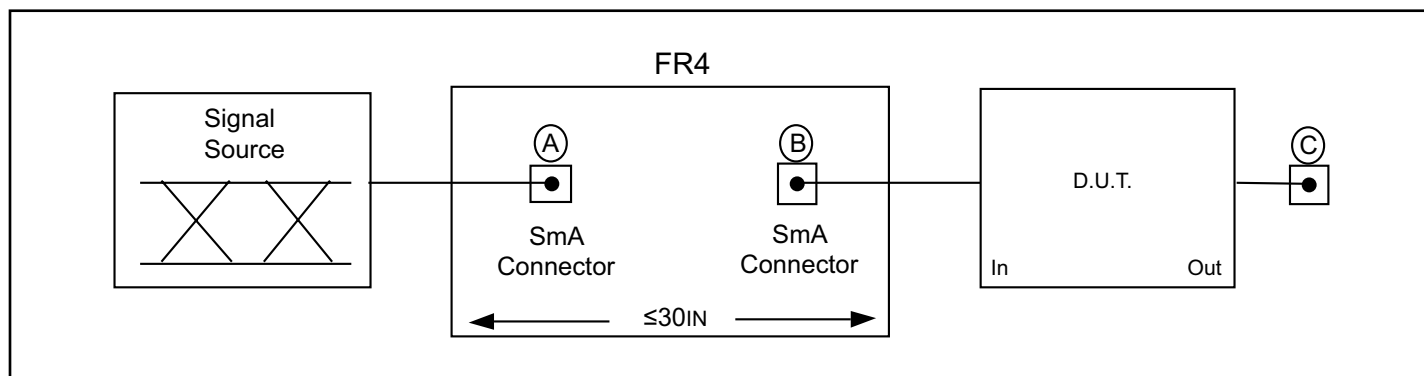 FR4
Signal
Source
A
B
C
SmA
Connector
SmA
Connector
D.U.T.
In
Out
≤30IN